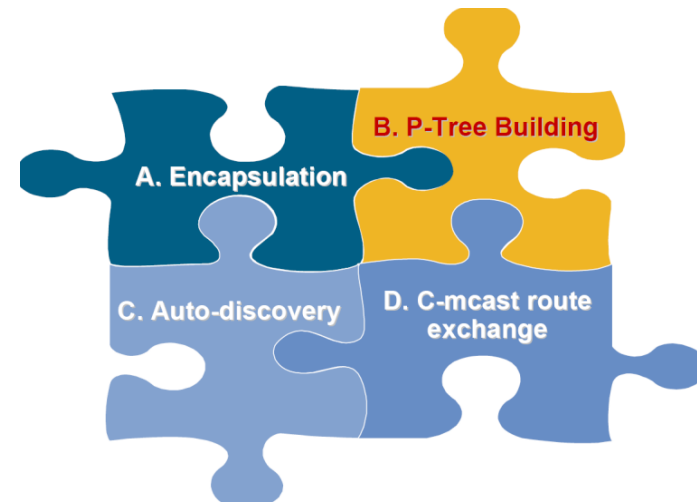 B. P-Tree Building
A. Encapsulation
C. Auto-discovery
D. C-mcast route
exchange